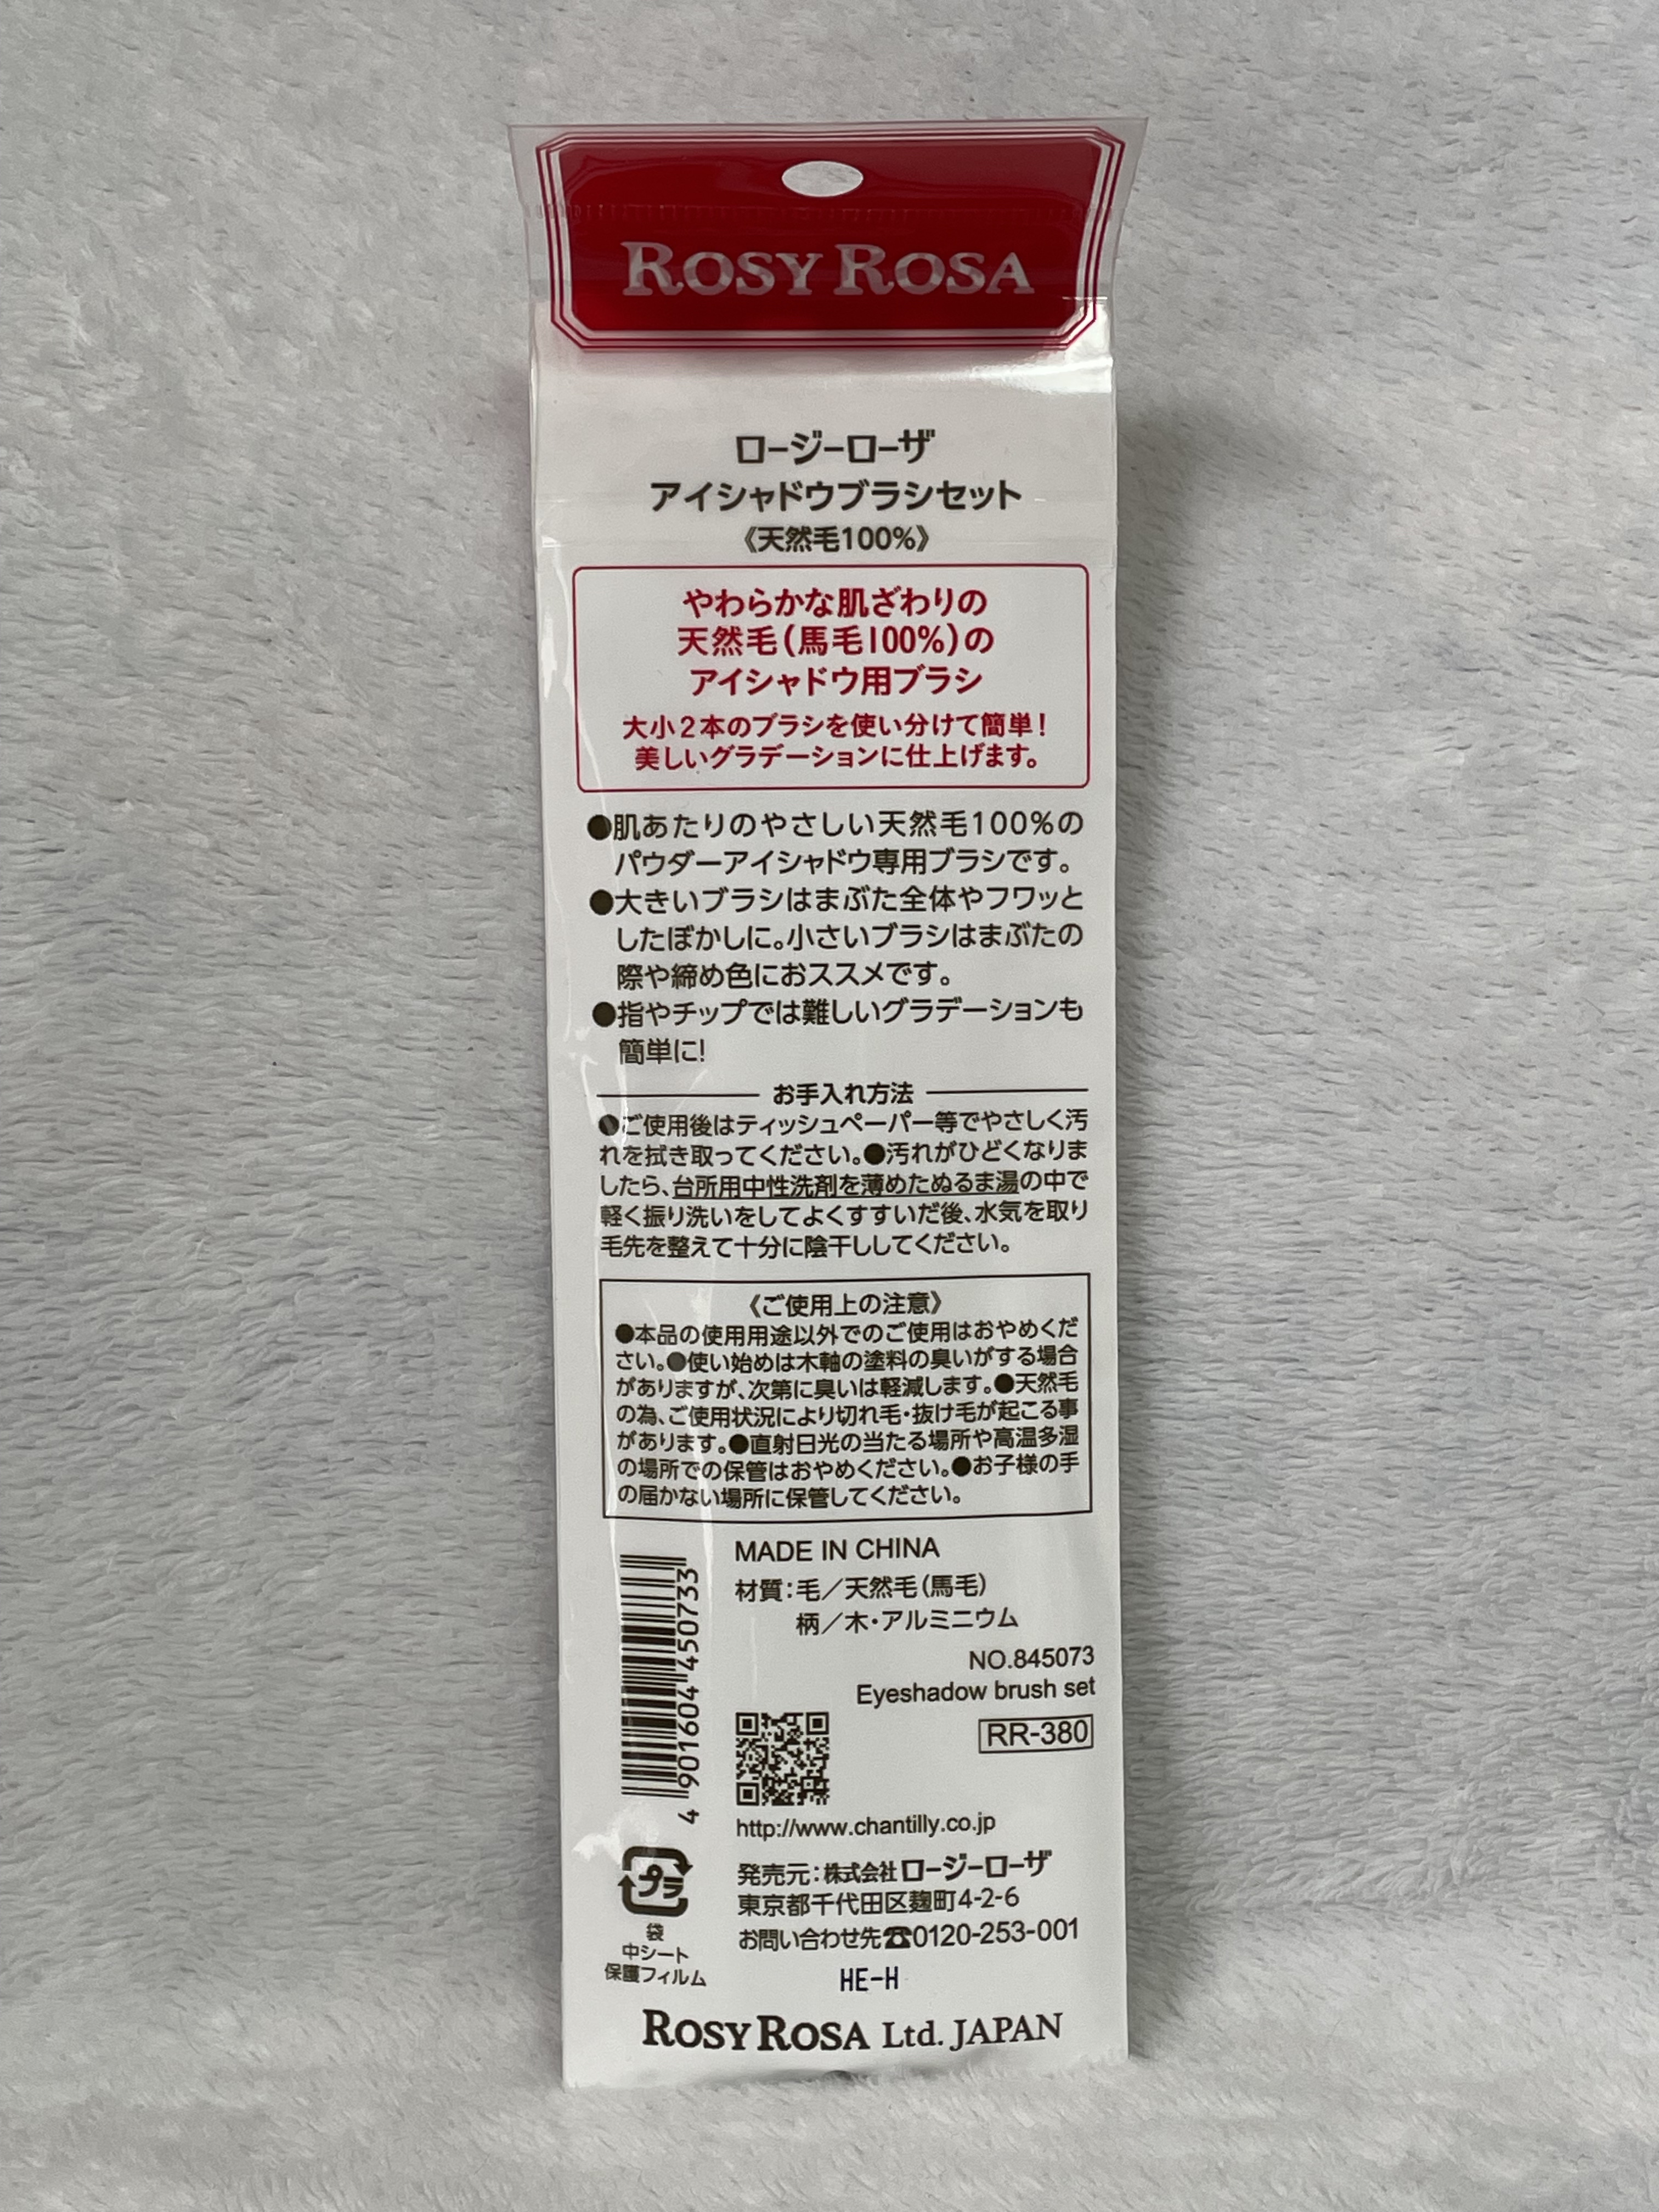 ROSY ROSA
ロージーローザ
アイシャドウブラシセット
《天然毛100%》
やわらかな肌ざわりの
天然毛(馬毛100%)の
アイシャドウ用ブラシ
大小2本のブラシを使い分けて簡単!
美しいグラデーションに仕上げます。
●肌あたりのやさしい天然毛100%の
パウダーアイシャドウ専用ブラシです。
●大きいブラシはまぶた全体やフワッと
したぼかしに。小さいブラシはまぶたの
際や締め色におススメです。
●指やチップでは難しいグラデーションも
簡単に!
お手入れ方法
●ご使用後はティッシュペーパー等でやさしく汚
れを拭き取ってください。●汚れがひどくなりま
したら、台所用中性洗剤を薄めたぬるま湯の中で
軽く振り洗いをしてよくすすいだ後、水気を取り
毛先を整えて十分に陰干ししてください。
《ご使用上の注意》
●本品の使用用途以外でのご使用はおやめくだ
さい。●使い始めは木軸の塗料の臭いがする場合
がありますが、次第に臭いは軽減します。●天然毛
の為、ご使用状況により切れ毛・抜け毛が起こる事
があります。●直射日光の当たる場所や高温多湿
の場所での保管はおやめください。●お子様の手
の届かない場所に保管してください。
MADE IN CHINA
材質:毛/天然毛(馬毛)
柄/木・アルミニウム
NO.845073
Eyeshadow brush set
RR-380
4 901604 450733
http://www.chantilly.co.jp
プラ
袋
中シート
保護フィルム
発売元:株式会社ロージーローザ
東京都千代田区麹町4-2-6
お問い合わせ先☎0120-253-001
HE-H
ROSY ROSA Ltd. JAPAN